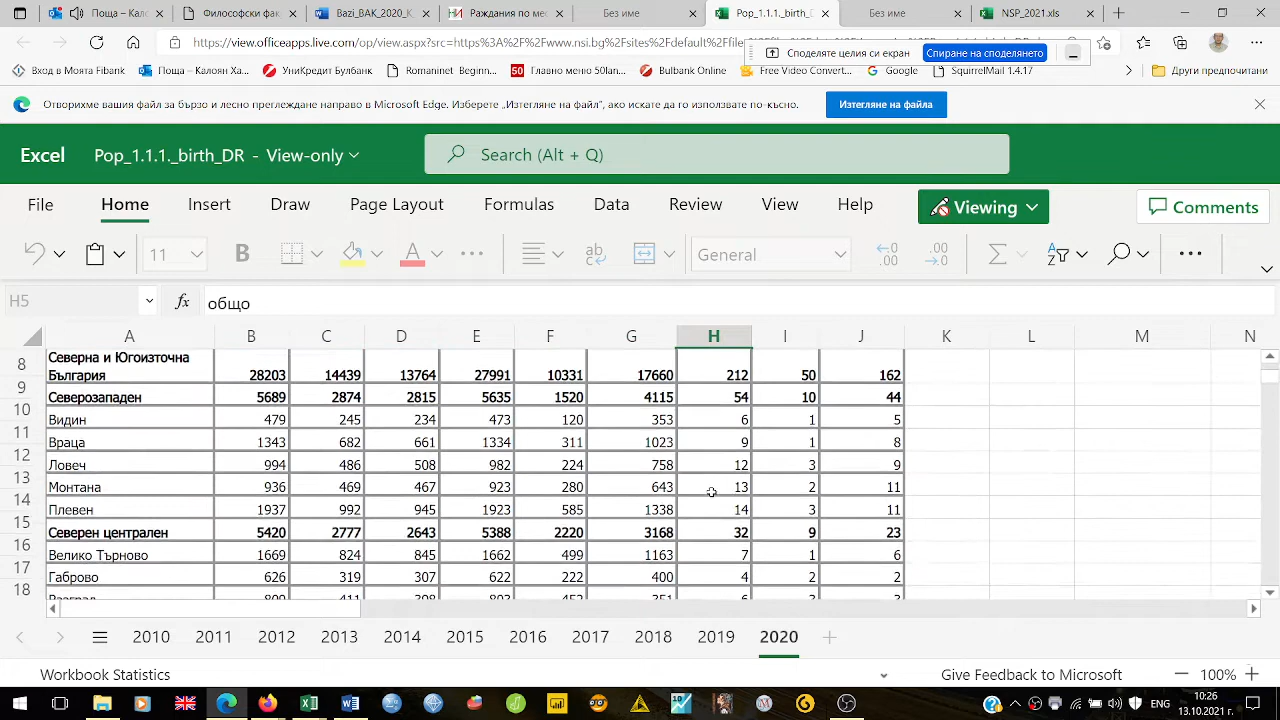 Поща – Калоя
Философски фак
Bazi_BAK_2020_K
Раждания по ме
Без име
Pop_1.1.1._birth_D
Без име
NSP_2021.xls
https://view.officeapps.live.com/op/view.aspx?src=https%3A%2F%2Fwww.nsi.bg%2Fsites%2Fdefault%2Ffile
Споделяте целия си екран
Спиране на споделянето
Вход в Моята Fibank
Поща – Калоян Ха
УниКредит Булбанк
Romaninet · Begin...
50 Главно меню 50lan...
Bulbank Online
Free Video Convert...
Google
SquirrelMail 1.4.17
Други предпочитани
Отворихме вашия файл за бързо и лесно преглеждане направо в Microsoft Edge. Изберете „Изтегляне на файл“, ако искате да го използвате по-късно.
Изтегляне на файла
Excel
Pop_1.1.1._birth_DR - View-only
Search (Alt + Q)
File Home Insert Draw Page Layout Formulas Data Review View Help
Viewing
Comments
11 B A ab General
H5 fx общо
A B C D E F G H I J K L M N
8 Северна и Югоизточна
България 28203 14439 13764 27991 10331 17660 212 50 162
9 Северозападен 5689 2874 2815 5635 1520 4115 54 10 44
10 Видин 479 245 234 473 120 353 6 1 5
11 Враца 1343 682 661 1334 311 1023 9 1 8
12 Ловеч 994 486 508 982 224 758 12 3 9
13 Монтана 936 469 467 923 280 643 13 2 11
14 Плевен 1937 992 945 1923 585 1338 14 3 11
15 Северен централен 5420 2777 2643 5388 2220 3168 32 9 23
16 Велико Търново 1669 824 845 1662 499 1163 7 1 6
17 Габрово 626 319 307 622 222 400 4 2 2
18
2010 2011 2012 2013 2014 2015 2016 2017 2018 2019 2020
Workbook Statistics
Give Feedback to Microsoft
100%
10:26
ENG
13.10.2021 г.